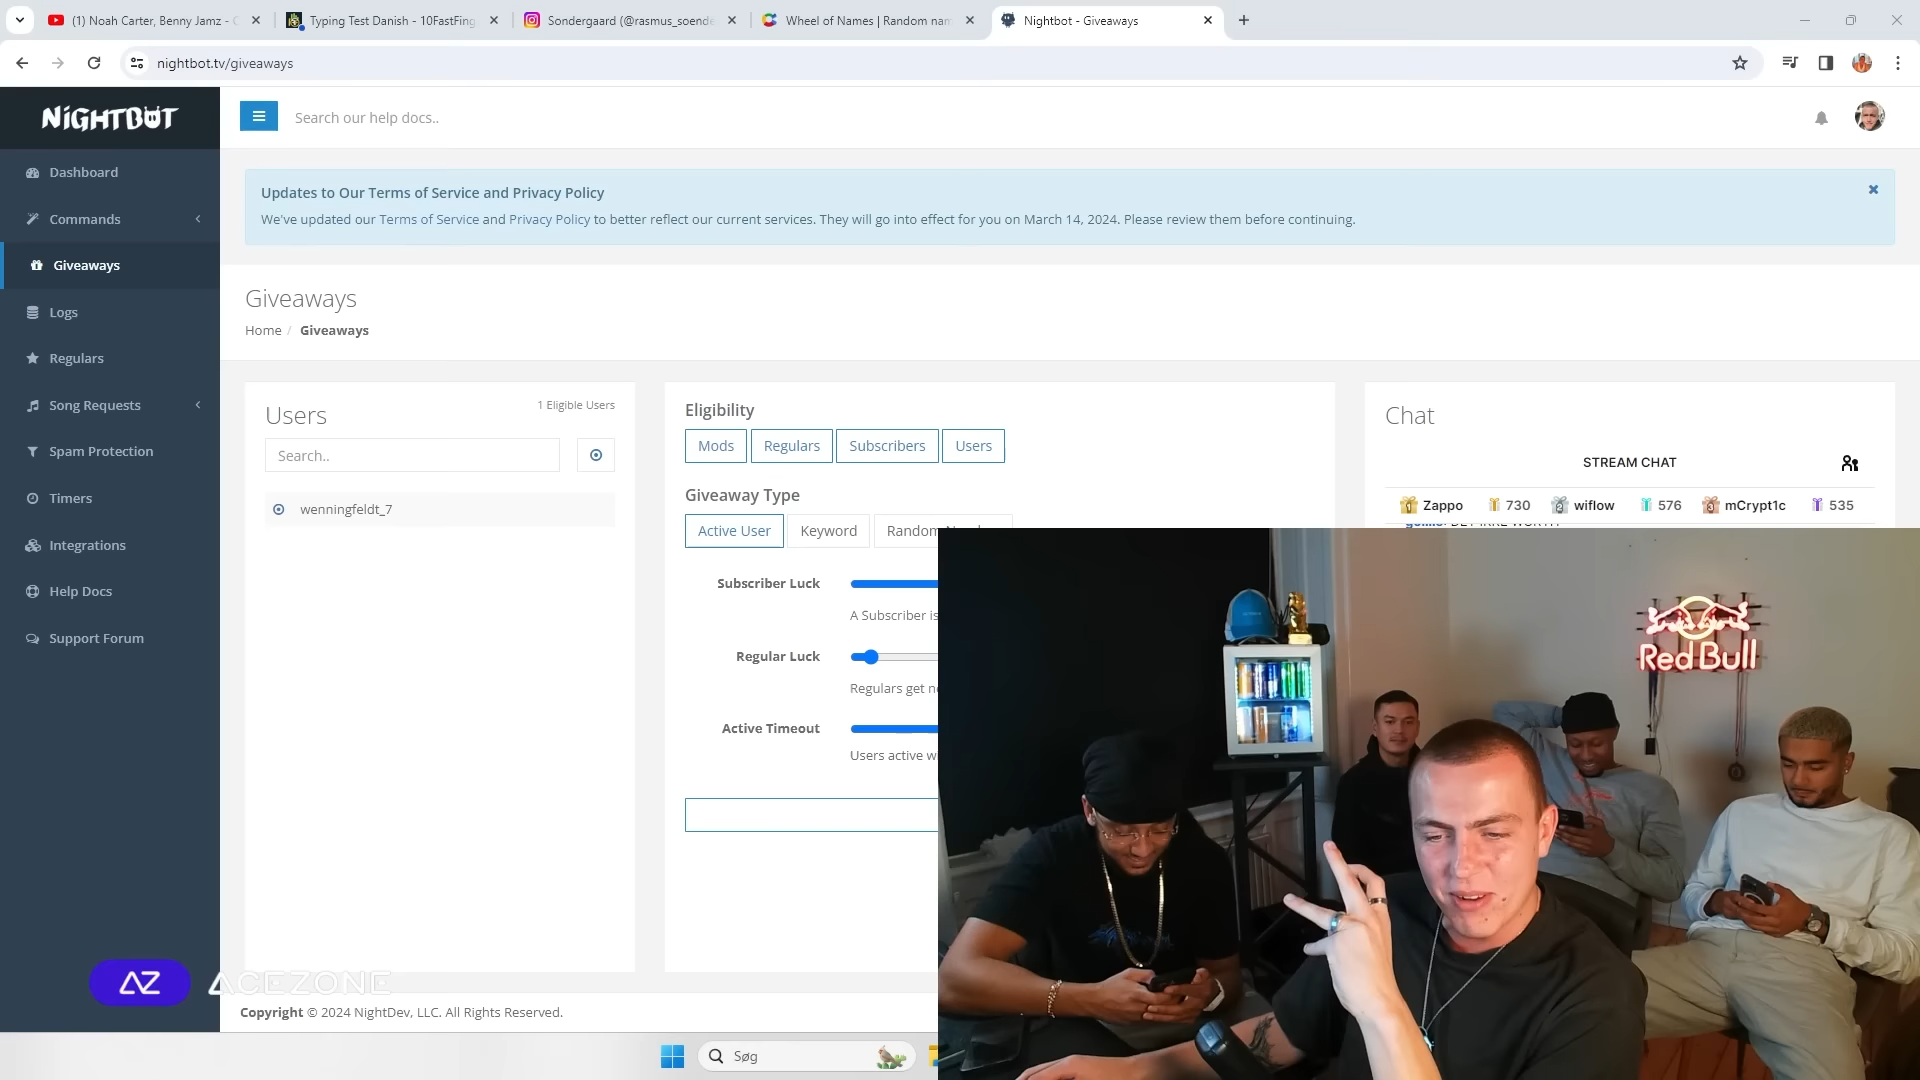 (1) Noah Carter, Benny Jamz -
Typing Test Danish - 10FastFing
Sondergaard (@rasmus_soende
Wheel of Names | Random nam
Nightbot - Giveaways
nightbot.tv/giveaways
NiGHTBOT
Search our help docs..
Dashboard
Commands
Giveaways
Logs
Regulars
Song Requests
Spam Protection
Timers
Integrations
Help Docs
Support Forum
Updates to Our Terms of Service and Privacy Policy
We've updated our Terms of Service and Privacy Policy to better reflect our current services. They will go into effect for you on March 14, 2024. Please review them before continuing.
Giveaways
Home / Giveaways
Users
1 Eligible Users
Search..
wenningfeldt_7
Eligibility
Mods
Regulars
Subscribers
Users
Giveaway Type
Active User
Keyword
Random
Subscriber Luck
A Subscriber is
Regular Luck
Regulars get
Active Timeout
Users active
Chat
STREAM CHAT
1 Zappo 730
2 wiflow 576
3 mCrypt1c 535
Red Bull
AZ ACEZONE
Copyright © 2024 NightDev, LLC. All Rights Reserved.
Søg